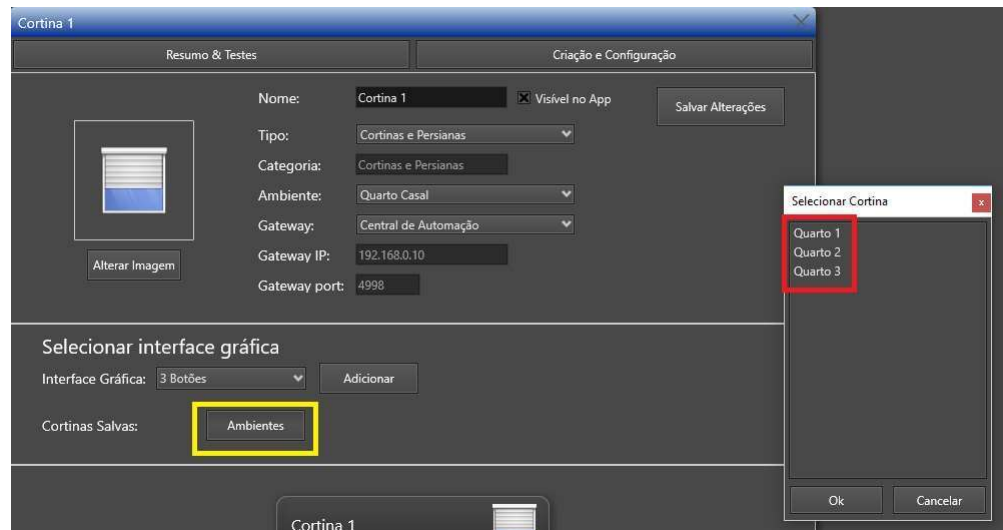 Cortina 1
Resumo & Testes
Criação e Configuração
Nome:
Cortina 1
Visível no App
Salvar Alterações
Tipo:
Cortinas e Persianas
Categoria:
Cortinas e Persianas
Ambiente:
Quarto Casal
Gateway:
Central de Automação
Gateway IP:
192.168.0.10
Gateway port:
4998
Alterar Imagem
Selecionar interface gráfica
Interface Gráfica:
3 Botões
Adicionar
Cortinas Salvas:
Ambientes
Cortina 1
Selecionar Cortina
x
Quarto 1
Quarto 2
Quarto 3
Ok
Cancelar